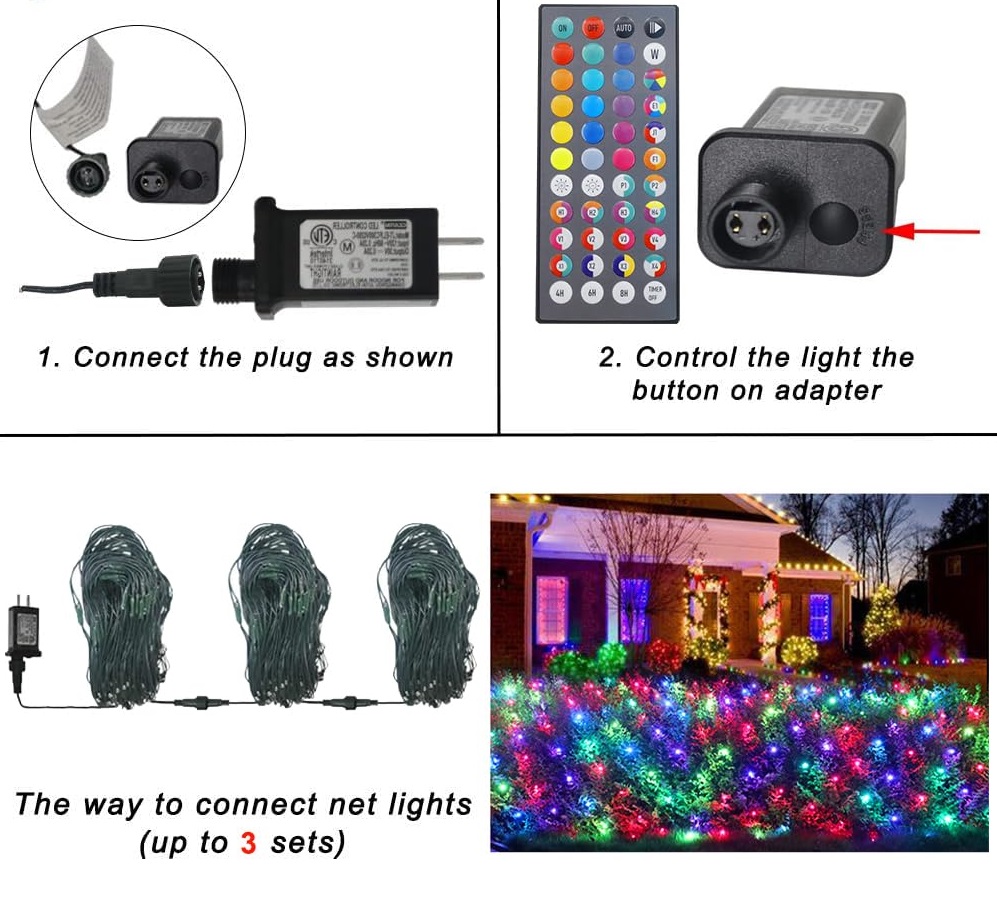 1. Connect the plug as shown
ON OFF AUTO
W
E1
J1
F1
P1 P2
H1 H2 H3 H4
V1 V2 V3 V4
X1 X2 X3 X4
4H 6H 8H TIMER
OFF
2. Control the light the
button on adapter
The way to connect net lights
(up to 3 sets)